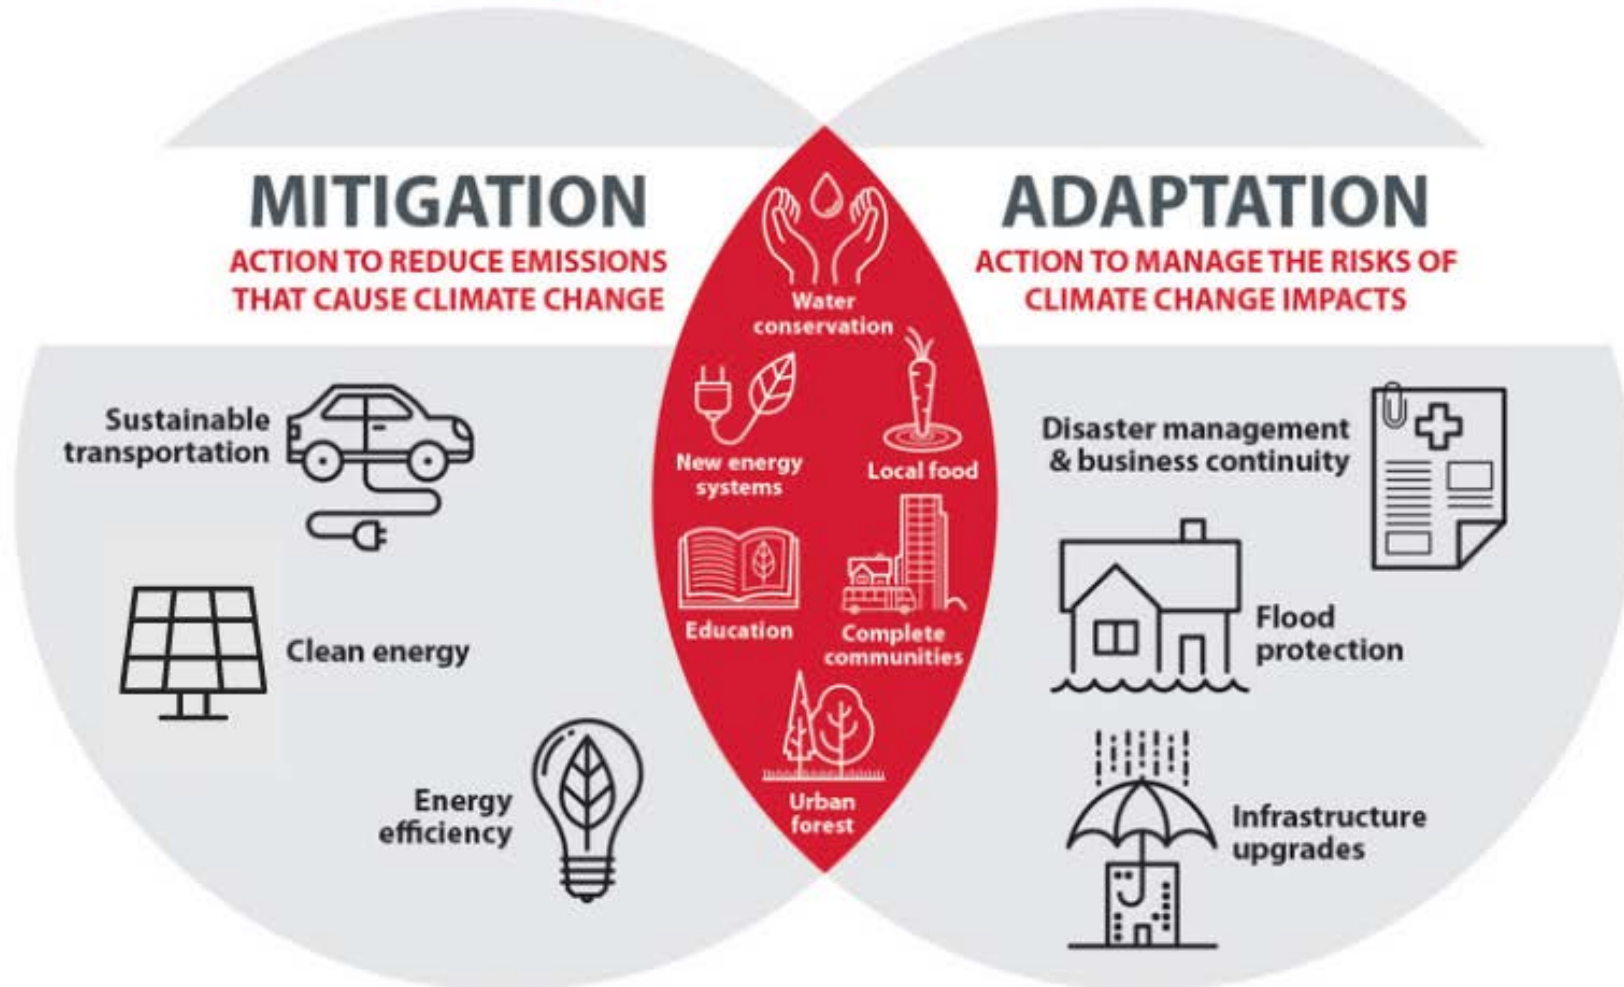 MITIGATION
ACTION TO REDUCE EMISSIONS
THAT CAUSE CLIMATE CHANGE
Sustainable
transportation
Clean energy
Energy
efficiency
Water
conservation
New energy
systems
Local food
Education
Complete
communities
Urban
forest
ADAPTATION
ACTION TO MANAGE THE RISKS OF
CLIMATE CHANGE IMPACTS
Disaster management
& business continuity
Flood
protection
Infrastructure
upgrades